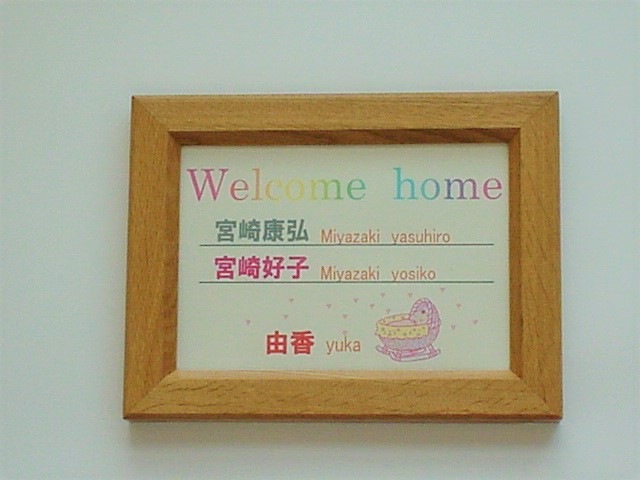 Welcome home
宮崎康弘 Miyazaki yasuhiro
宮崎好子 Miyazaki yosiko
由香 yuka